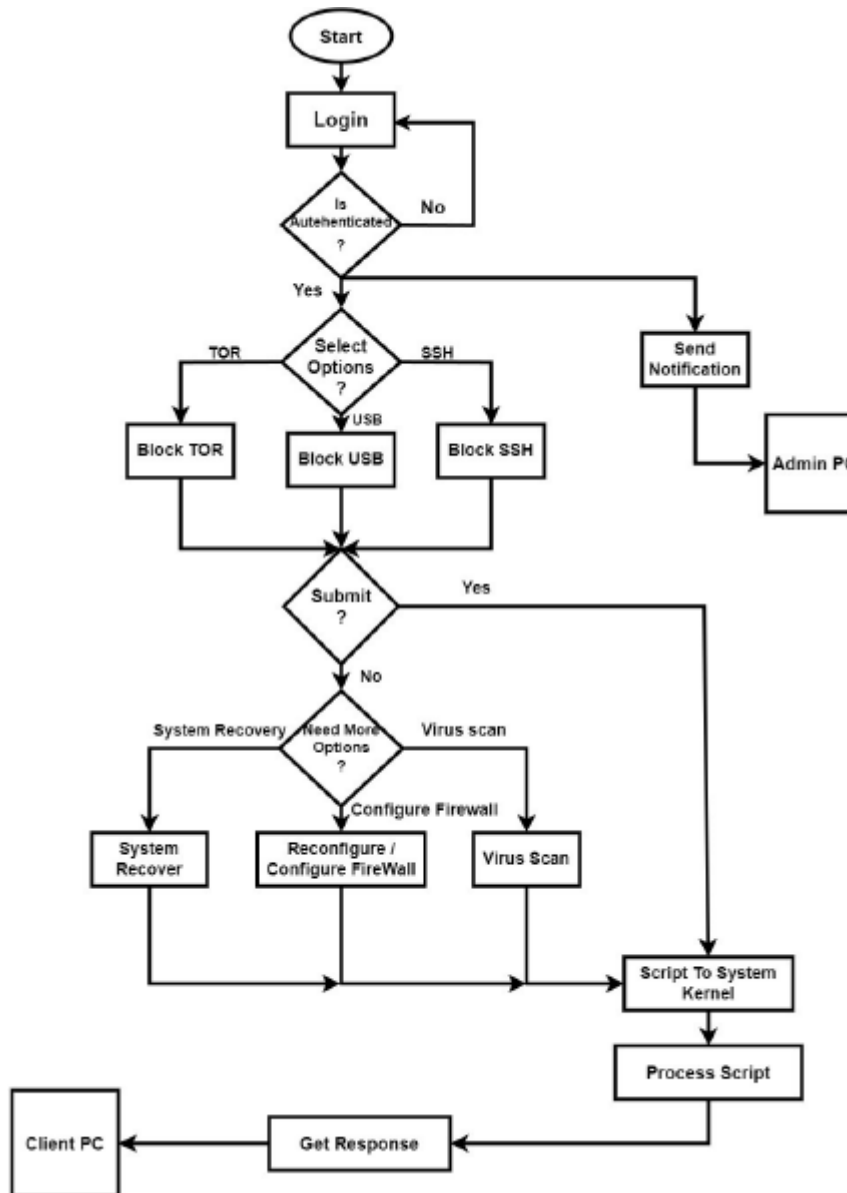 Start
Login
Is
Autehenticated
?
No
Yes
Select
Options
?
TOR
SSH
USB
Send
Notification
Block TOR
Block USB
Block SSH
Admin PC
Submit
?
Yes
No
System Recovery
Need More
Options
?
Virus scan
Configure Firewall
System
Recover
Reconfigure /
Configure FireWall
Virus Scan
Script To System
Kernel
Process Script
Client PC
Get Response